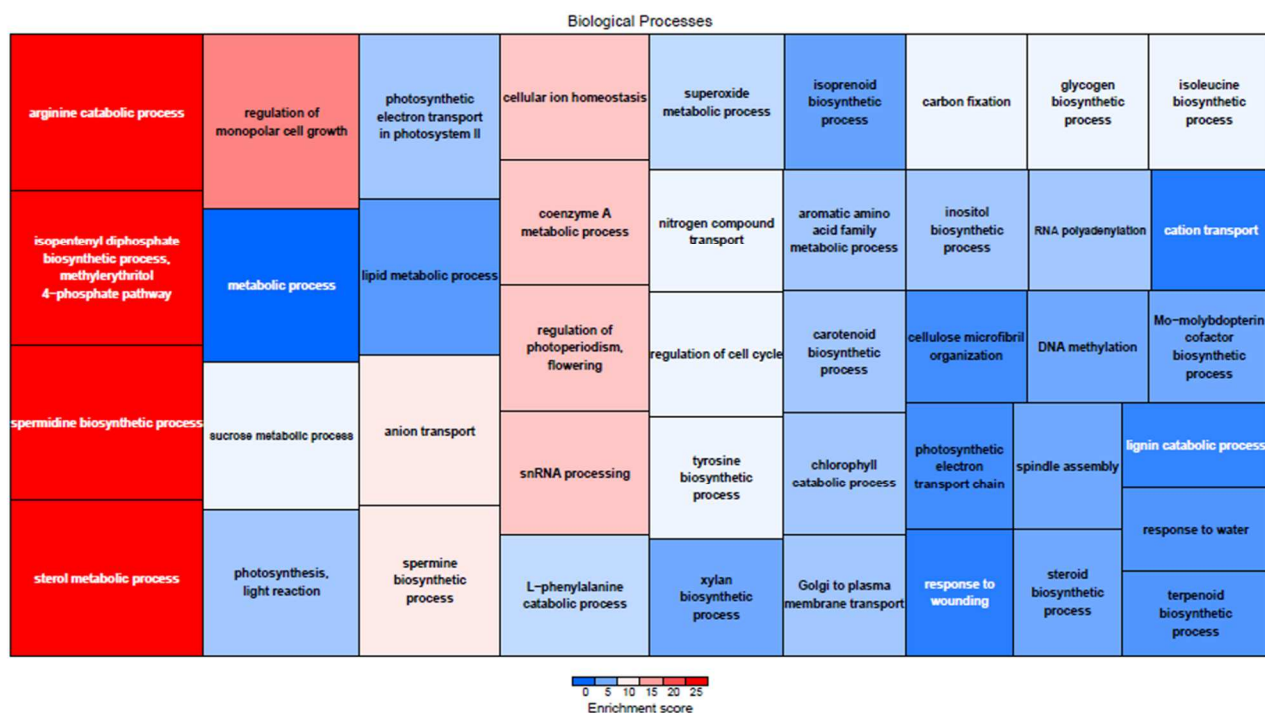 Biological Processes
arginine catabolic process
isopentenyl diphosphate
biosynthetic process,
methylerythritol
4−phosphate pathway
spermidine biosynthetic process
sterol metabolic process
regulation of
monopolar cell growth
metabolic process
sucrose metabolic process
photosynthesis,
light reaction
photosynthetic
electron transport
in photosystem II
lipid metabolic process
anion transport
spermine
biosynthetic
process
cellular ion homeostasis
coenzyme A
metabolic process
regulation of
photoperiodism,
flowering
snRNA processing
L−phenylalanine
catabolic process
superoxide
metabolic process
nitrogen compound
transport
regulation of cell cycle
tyrosine
biosynthetic
process
xylan
biosynthetic
process
isoprenoid
biosynthetic
process
aromatic amino
acid family
metabolic process
carotenoid
biosynthetic
process
chlorophyll
catabolic process
Golgi to plasma
membrane transport
carbon fixation
glycogen
biosynthetic
process
isoleucine
biosynthetic
process
inositol
biosynthetic
process
RNA polyadenylation
cation transport
cellulose microfibril
organization
DNA methylation
Mo−molybdopterin
cofactor
biosynthetic
process
photosynthetic
electron
transport chain
spindle assembly
lignin catabolic process
response to water
response to
wounding
steroid
biosynthetic
process
terpenoid
biosynthetic
process
0 5 10 15 20 25
Enrichment score